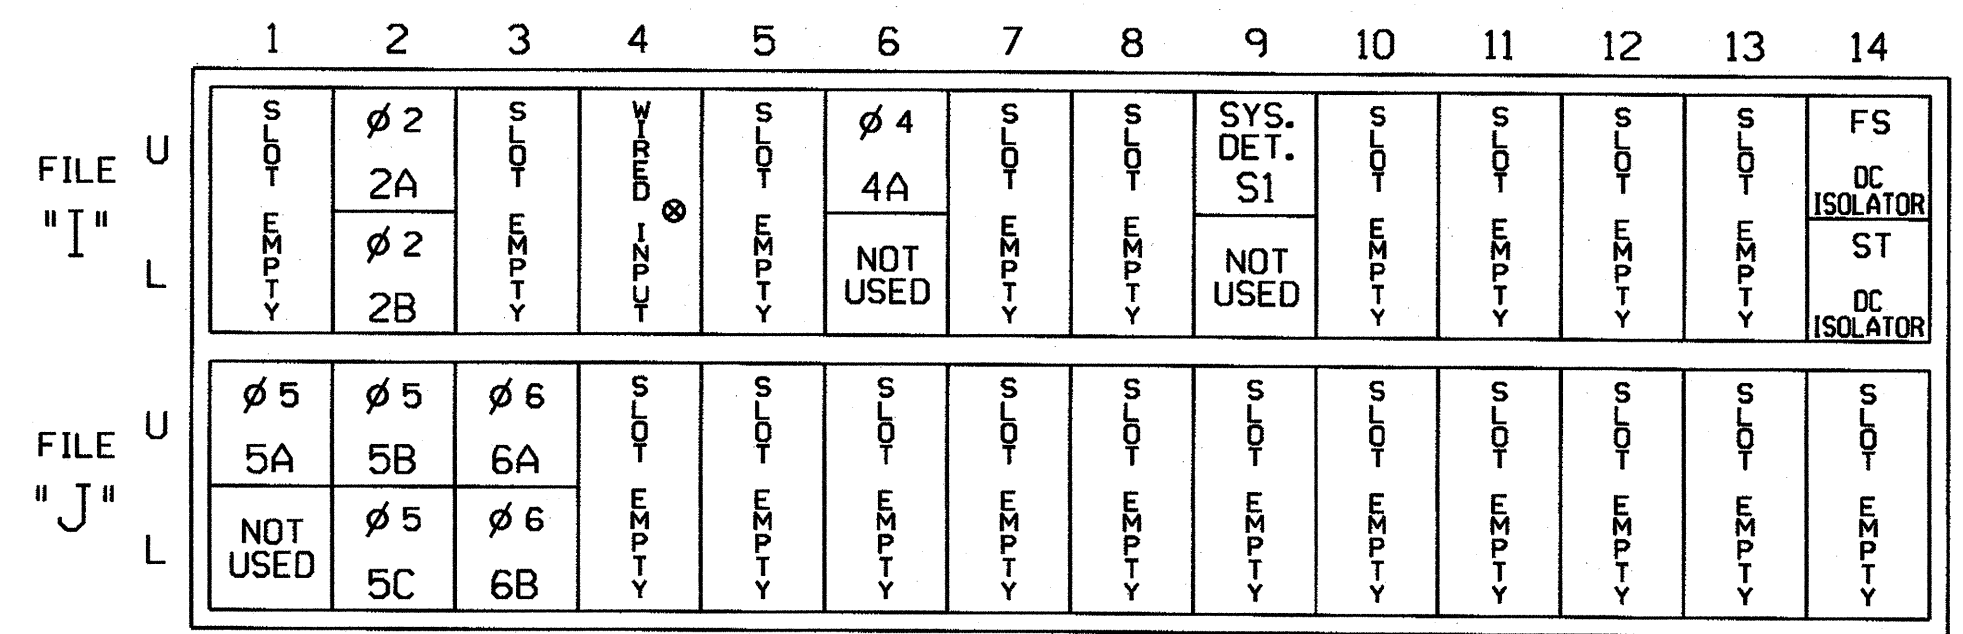 1 2 3 4 5 6 7 8 9 10 11 12 13 14
FILE "I"
U
L
SLOT EMPTY
Ø 2
2A
Ø 2
2B
SLOT EMPTY
WIRED INPUT
SLOT EMPTY
Ø 4
4A
NOT
USED
SLOT EMPTY
SLOT EMPTY
SYS.
DET.
S1
NOT
USED
SLOT EMPTY
SLOT EMPTY
SLOT EMPTY
SLOT EMPTY
FS
DC
ISOLATOR
ST
DC
ISOLATOR
FILE "J"
U
L
Ø 5
5A
NOT
USED
Ø 5
5B
Ø 5
5C
Ø 6
6A
Ø 6
6B
SLOT EMPTY
SLOT EMPTY
SLOT EMPTY
SLOT EMPTY
SLOT EMPTY
SLOT EMPTY
SLOT EMPTY
SLOT EMPTY
SLOT EMPTY
SLOT EMPTY
SLOT EMPTY